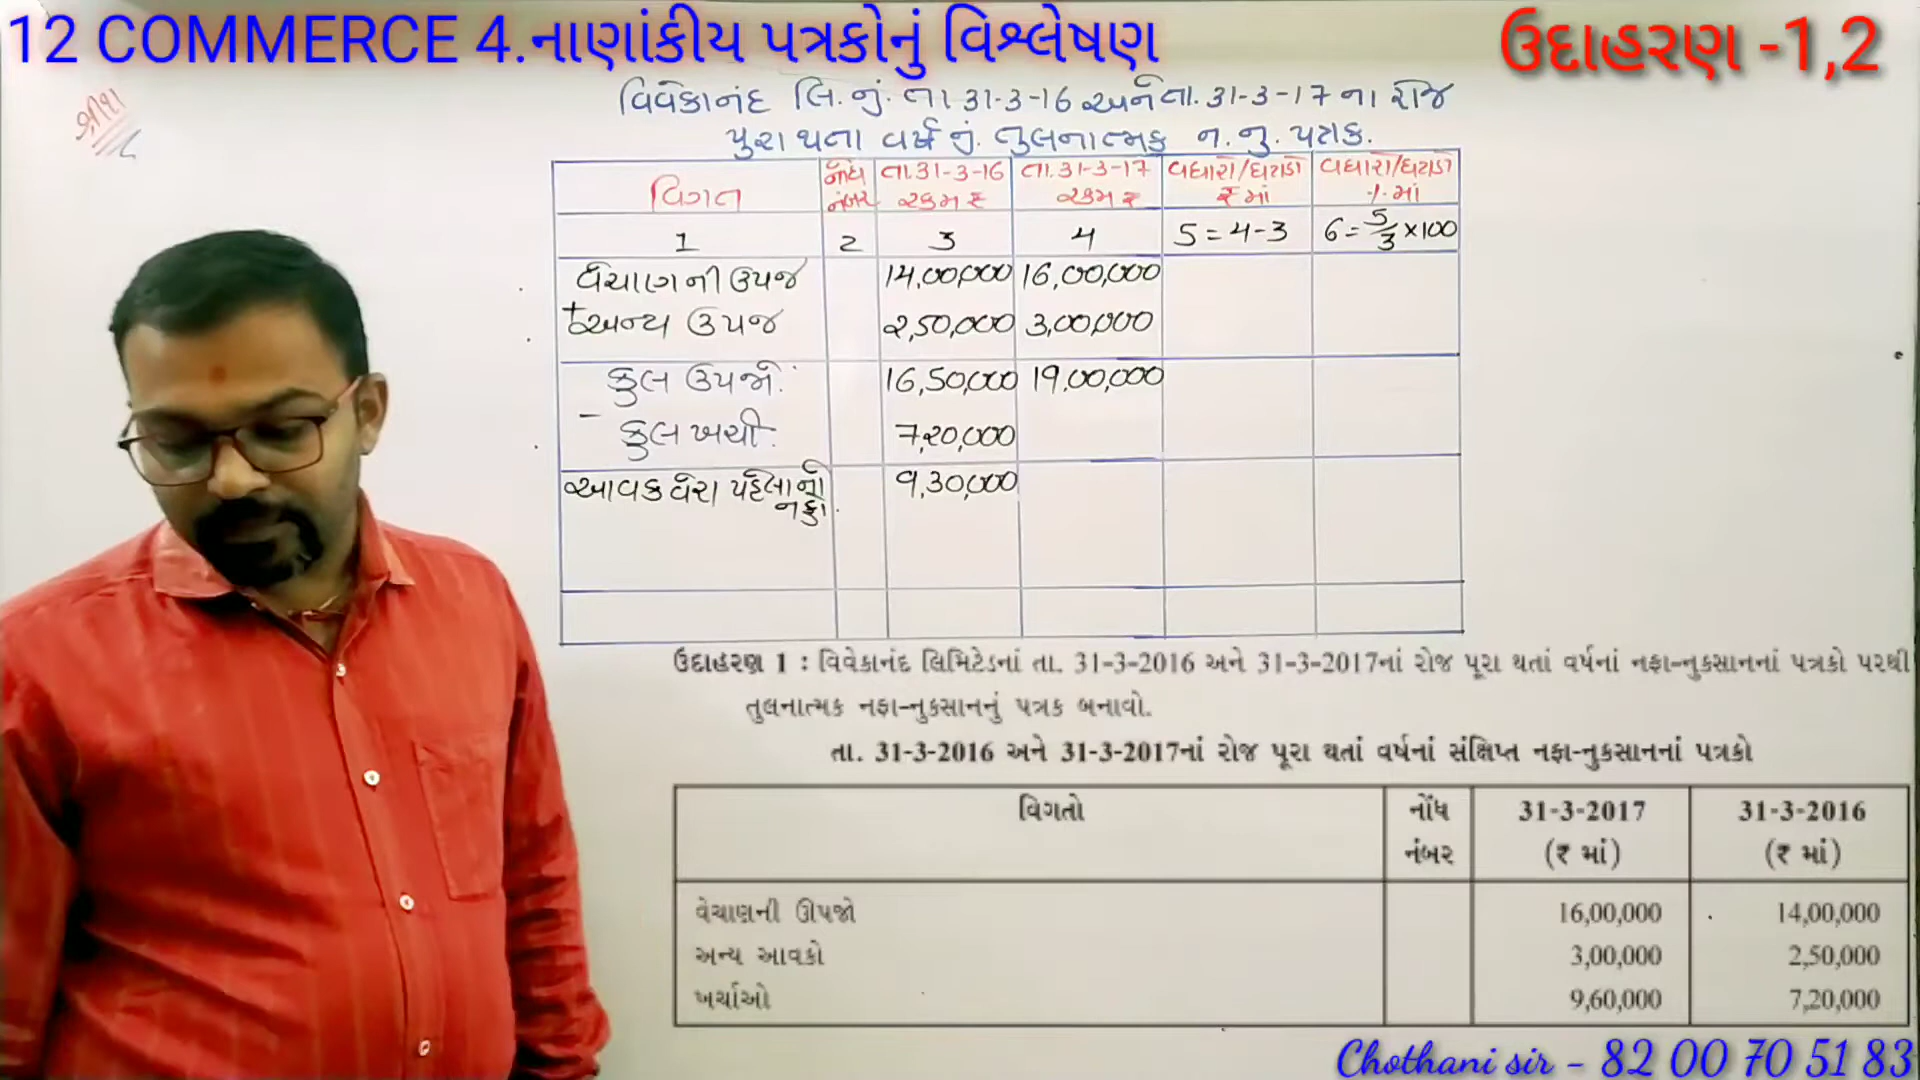 12 COMMERCE 4.નાણાંકીય પત્રકોનું વિશ્લેષણ
ઉદાહરણ -1,2
વિવેકાનંદ લિ.નું તા 31-3-16 અને તા.31-3-17 ના રોજ
પુરા થતા વર્ષ નું તુલનાત્મક ન.નુ. પત્રક.
વિગત નોંધ નંબર તા.31-3-16 રકમ ₹ તા.31-3-17 રકમ ₹ વધારો/ઘટાડો ₹ માં વધારો/ઘટાડો %માં
1 2 3 4 5=4-3 6=5/3×100
વેચાણ ની ઉપજ 14,00,000 16,00,000
+ અન્ય ઉપજ 2,50,000 3,00,000
કુલ ઉપજો 16,50,000 19,00,000
- કુલ ખર્ચા 7,20,000
આવક વેરા પહેલાનો નફો 9,30,000
ઉદાહરણ 1 : વિવેકાનંદ લિમિટેડનાં તા. 31-3-2016 અને 31-3-2017નાં રોજ પૂરા થતાં વર્ષનાં નફા-નુકસાનનાં પત્રકો પરથી
તુલનાત્મક નફા-નુકસાનનું પત્રક બનાવો.
તા. 31-3-2016 અને 31-3-2017નાં રોજ પૂરા થતાં વર્ષનાં સંક્ષિપ્ત નફા-નુકસાનનાં પત્રકો
વિગતો નોંધ નંબર 31-3-2017 (₹ માં) 31-3-2016 (₹ માં)
વેચાણની ઊપજો 16,00,000 14,00,000
અન્ય આવકો 3,00,000 2,50,000
ખર્ચાઓ 9,60,000 7,20,000
Chothani sir - 82 00 70 51 83